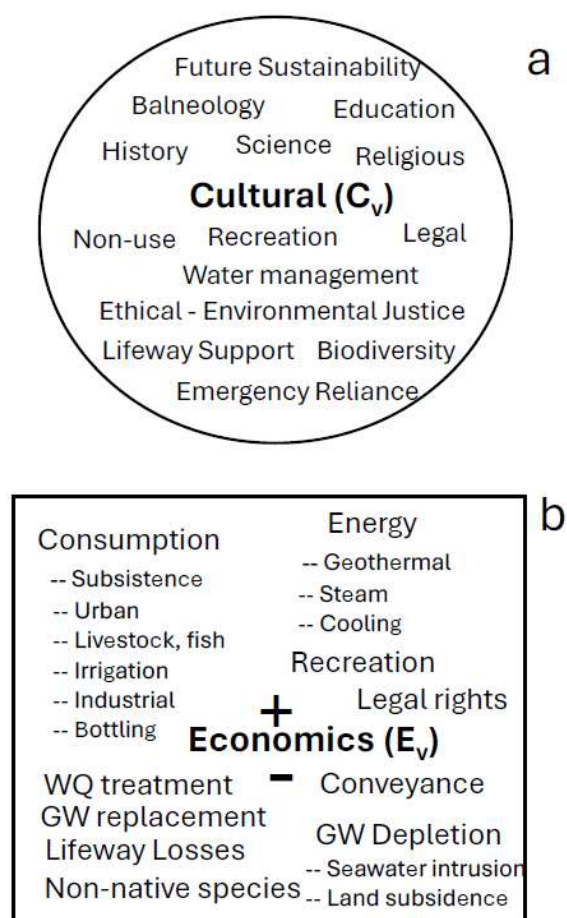 a
Future Sustainability
Balneology Education
History Science Religious
Cultural (Cv)
Non-use Recreation Legal
Water management
Ethical - Environmental Justice
Lifeway Support Biodiversity
Emergency Reliance
b
Consumption
-- Subsistence
-- Urban
-- Livestock, fish
-- Irrigation
-- Industrial
-- Bottling
Energy
-- Geothermal
-- Steam
-- Cooling
Recreation
Legal rights
+
Economics (Ev)
-
WQ treatment
GW replacement
Lifeway Losses
Non-native species
Conveyance
GW Depletion
-- Seawater intrusion
-- Land subsidence